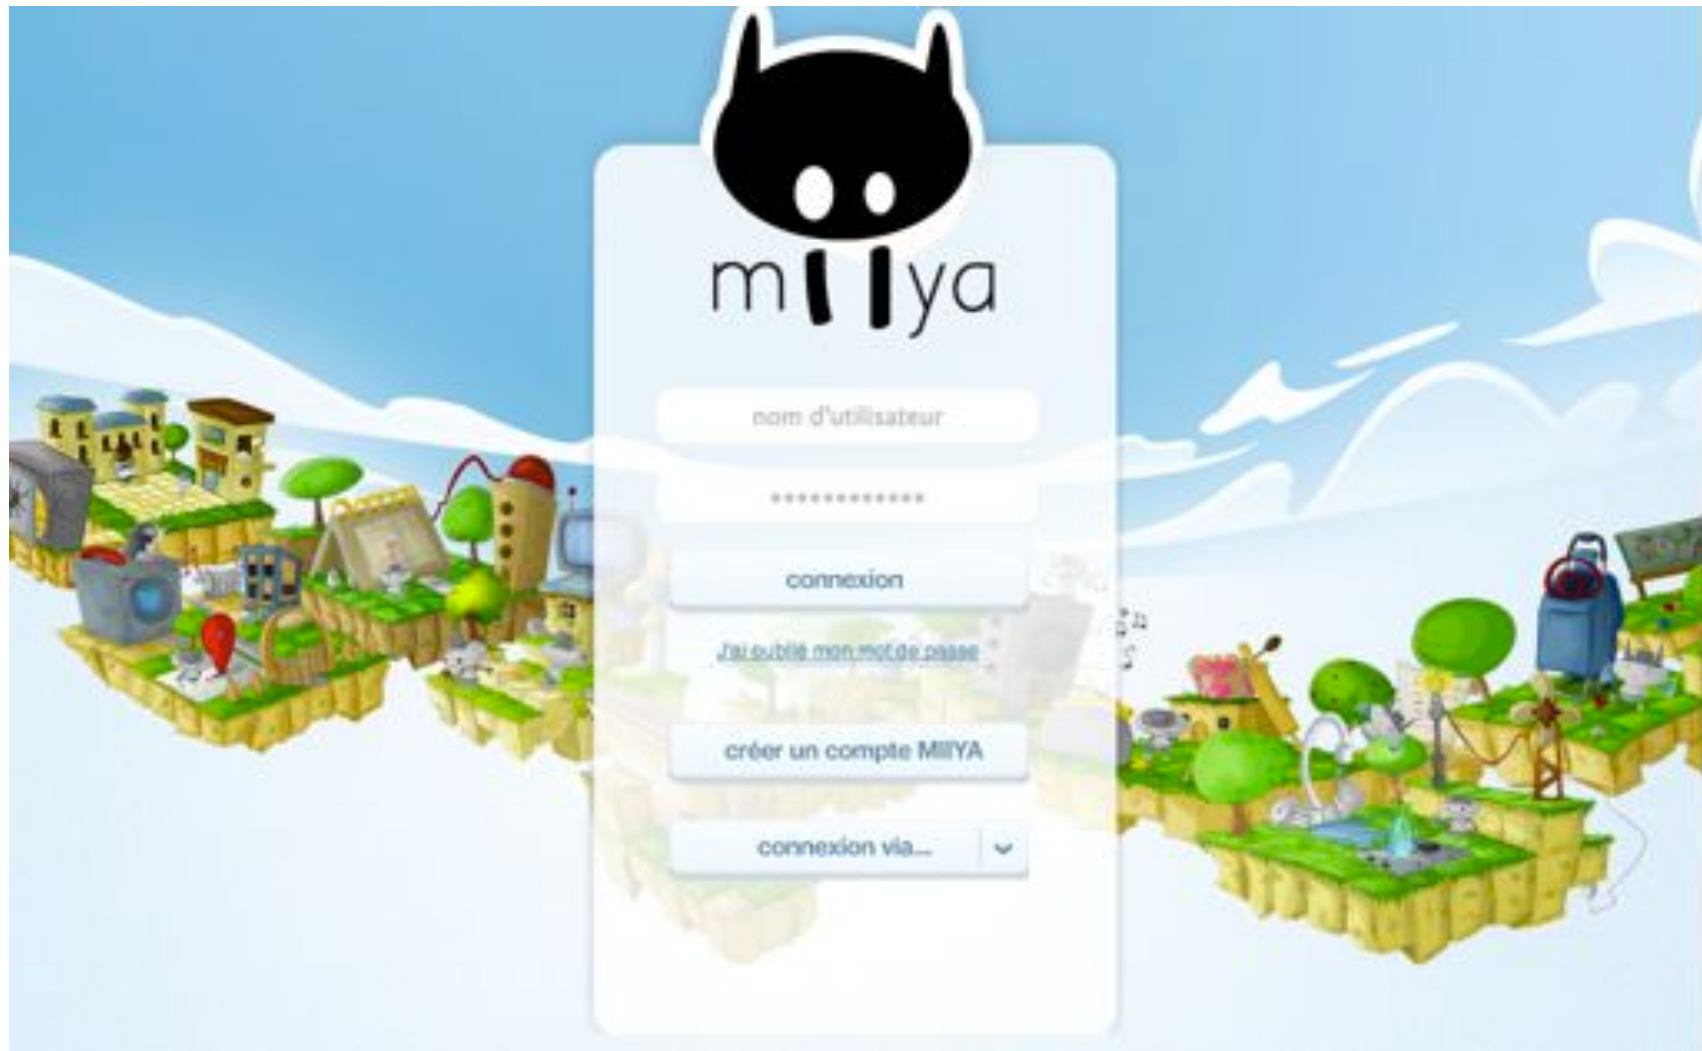 miiya
nom d'utilisateur
••••••••••••
connexion
J'ai oublié mon mot de passe
créer un compte MIIYA
connexion via...